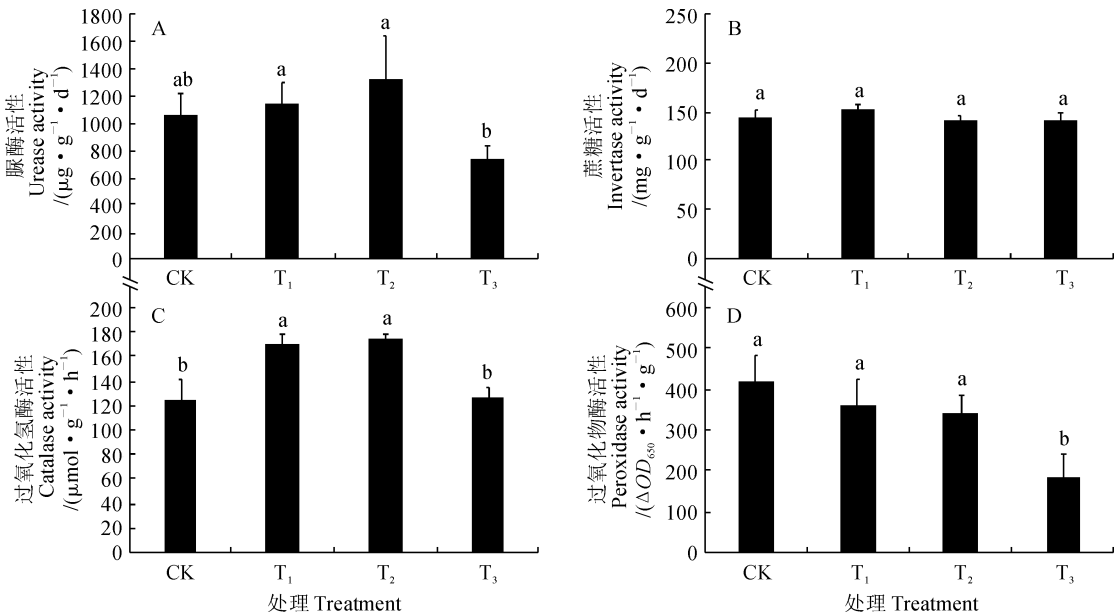 A
脲酶活性
Urease activity
/(μg·g⁻¹·d⁻¹)
1800
1600
1400
1200
1000
800
600
400
200
0
ab
a
a
b
CK
T₁
T₂
T₃
B
蔗糖活性
Invertase activity
/(mg·g⁻¹·d⁻¹)
250
200
150
100
50
0
a
a
a
a
CK
T₁
T₂
T₃
C
过氧化氢酶活性
Catalase activity
/(μmol·g⁻¹·h⁻¹)
200
180
160
140
120
100
80
60
40
20
0
b
a
a
b
CK
T₁
T₂
T₃
处理 Treatment
D
过氧化物酶活性
Peroxidase activity
/(ΔOD₆₅₀·h⁻¹·g⁻¹)
600
500
400
300
200
100
0
a
a
a
b
CK
T₁
T₂
T₃
处理 Treatment